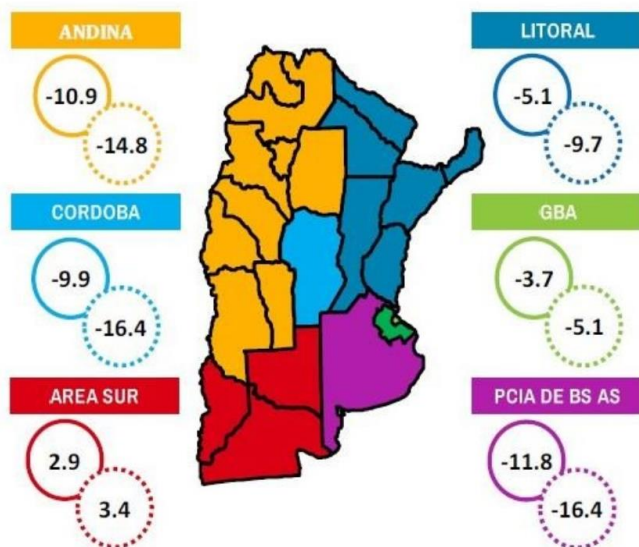 ANDINA
-10.9
-14.8
CORDOBA
-9.9
-16.4
AREA SUR
2.9
3.4
LITORAL
-5.1
-9.7
GBA
-3.7
-5.1
PCIA DE BS AS
-11.8
-16.4